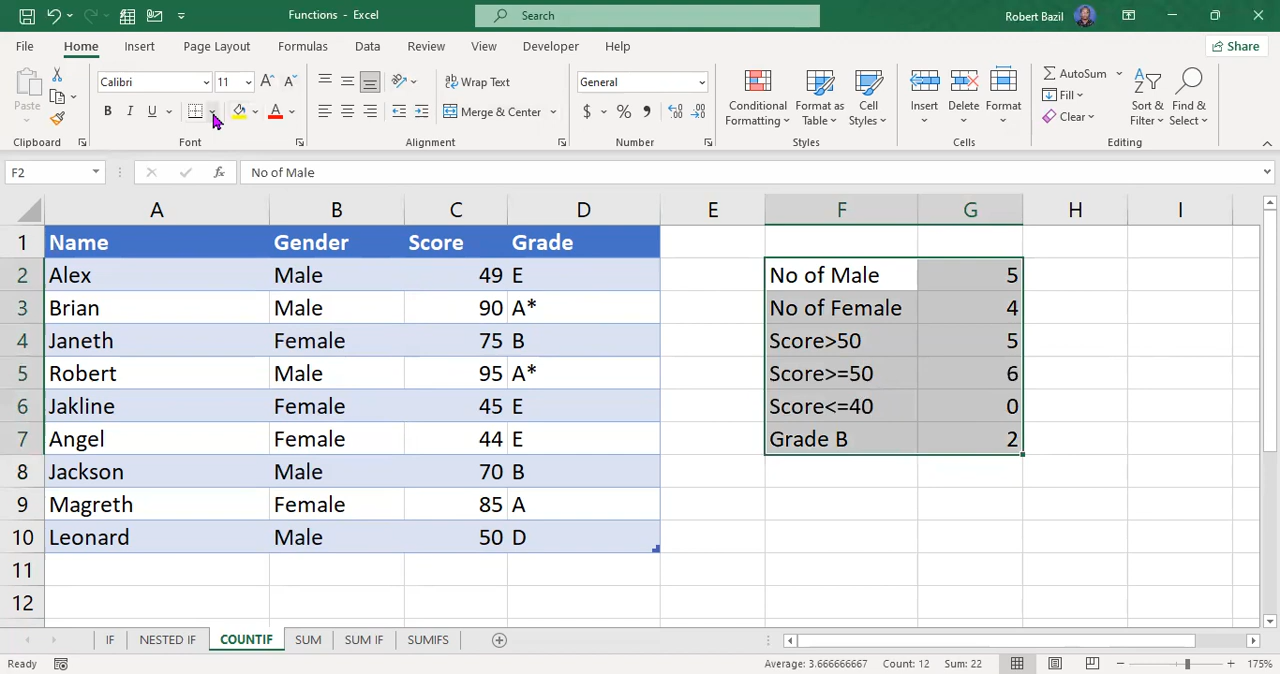 Functions - Excel
Search
Robert Bazil
File Home Insert Page Layout Formulas Data Review View Developer Help
Share
Paste
Calibri 11
B I U
Wrap Text
Merge & Center
General
$ % ,
Conditional Formatting
Format as Table
Cell Styles
Insert Delete Format
AutoSum
Fill
Clear
Sort & Filter
Find & Select
Clipboard Font Alignment Number Styles Cells Editing
F2 fx No of Male
A B C D E F G H I
1 Name Gender Score Grade
2 Alex Male 49 E No of Male 5
3 Brian Male 90 A* No of Female 4
4 Janeth Female 75 B Score>50 5
5 Robert Male 95 A* Score>=50 6
6 Jakline Female 45 E Score<=40 0
7 Angel Female 44 E Grade B 2
8 Jackson Male 70 B
9 Magreth Female 85 A
10 Leonard Male 50 D
11
12
IF NESTED IF COUNTIF SUM SUM IF SUMIFS
Ready Average: 3.666666667 Count: 12 Sum: 22 175%